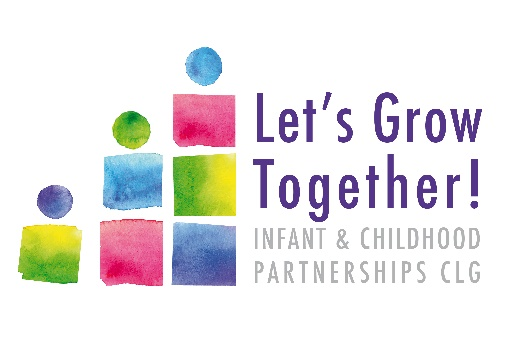 Let's Grow
Together!
INFANT & CHILDHOOD
PARTNERSHIPS CLG